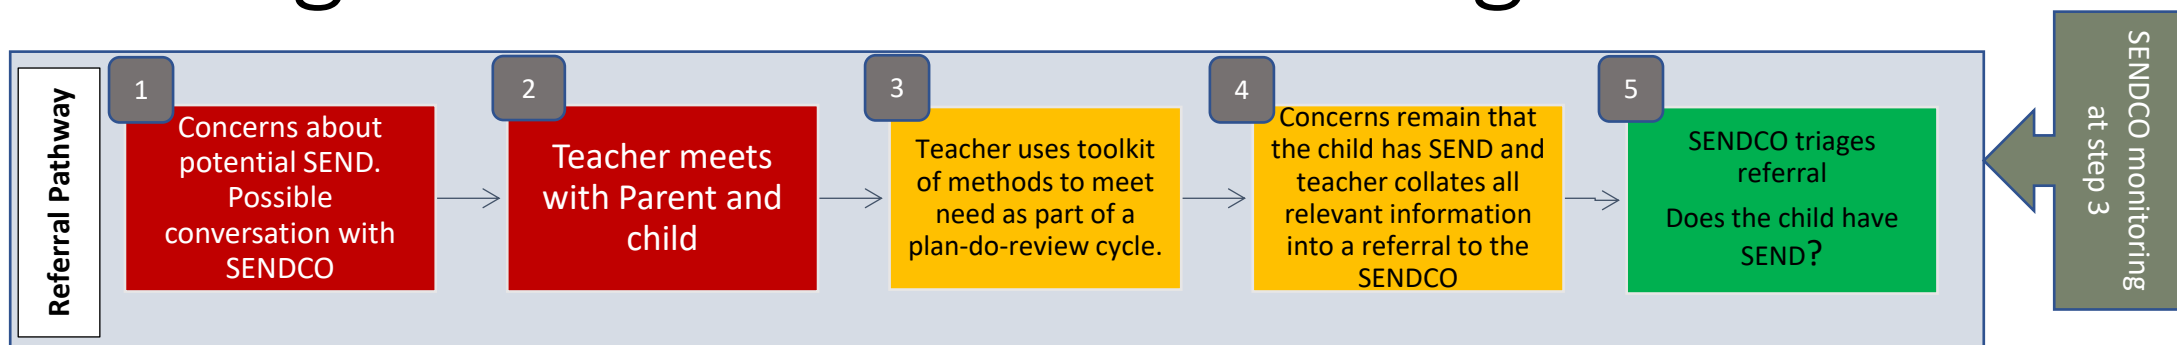 Referral Pathway
1
Concerns about
potential SEND.
Possible
conversation with
SENDCO
2
Teacher meets
with Parent and
child
3
Teacher uses toolkit
of methods to meet
need as part of a
plan-do-review cycle.
4
Concerns remain that
the child has SEND and
teacher collates all
relevant information
into a referral to the
SENDCO
5
SENDCO triages
referral
Does the child have
SEND?
SENDCO monitoring
at step 3